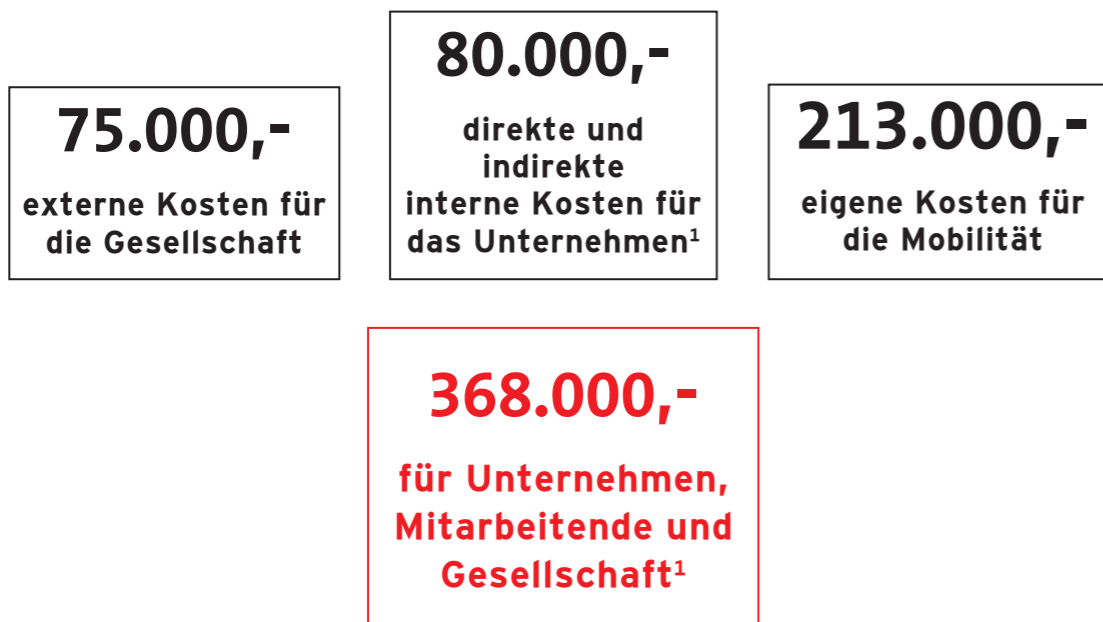 75.000,-
externe Kosten für
die Gesellschaft
80.000,-
direkte und
indirekte
interne Kosten für
das Unternehmen¹
213.000,-
eigene Kosten für
die Mobilität
368.000,-
für Unternehmen,
Mitarbeitende und
Gesellschaft¹